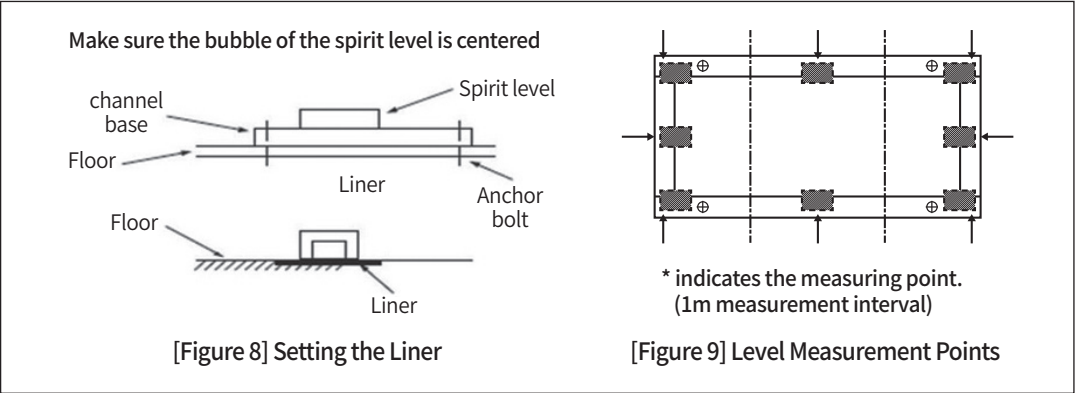 Make sure the bubble of the spirit level is centered
channel
base
Spirit level
Floor
Liner
Anchor
bolt
Floor
Liner
[Figure 8] Setting the Liner
* indicates the measuring point.
(1m measurement interval)
[Figure 9] Level Measurement Points